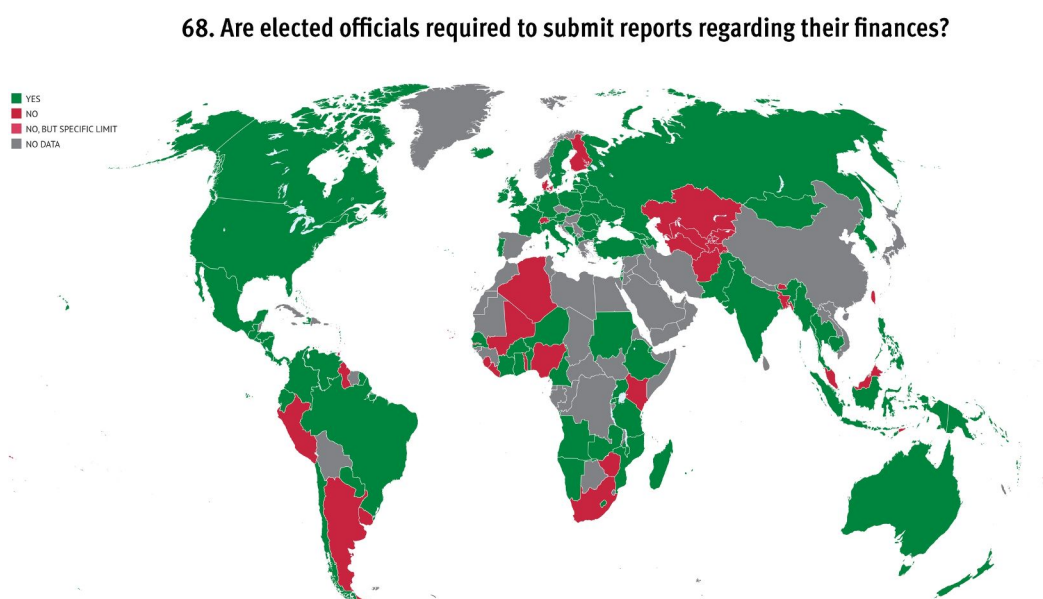 68. Are elected officials required to submit reports regarding their finances?
YES
NO
NO, BUT SPECIFIC LIMIT
NO DATA